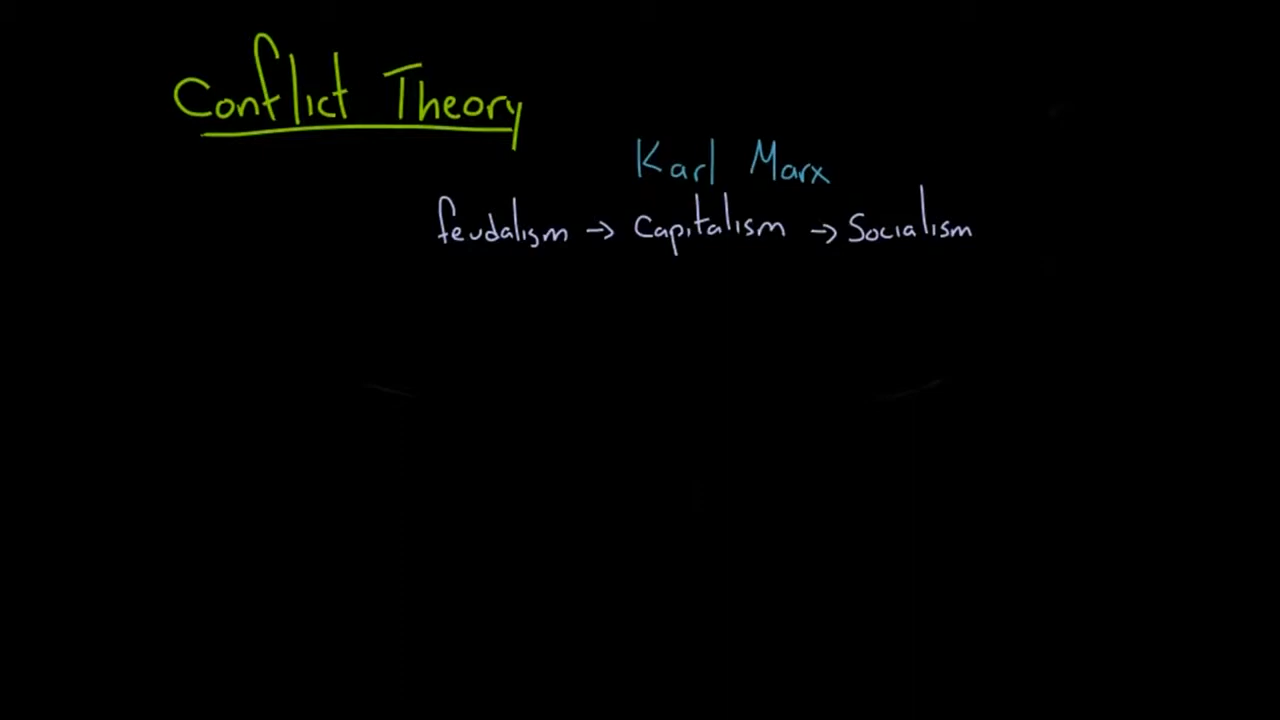 Conflict Theory
Karl Marx
feudalism → Capitalism → Socialism